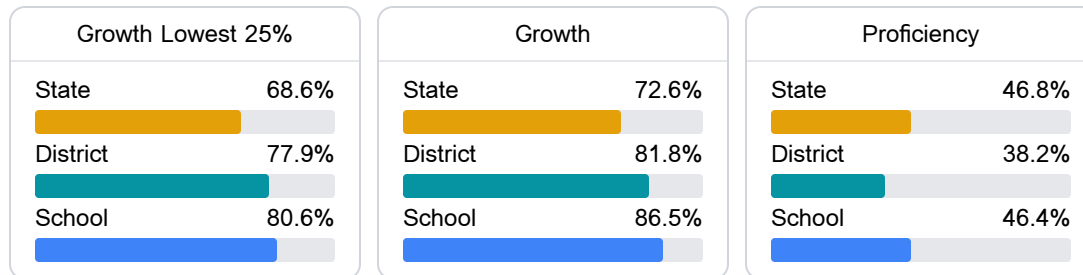 Growth Lowest 25%
State 68.6%
District 77.9%
School 80.6%
Growth
State 72.6%
District 81.8%
School 86.5%
Proficiency
State 46.8%
District 38.2%
School 46.4%